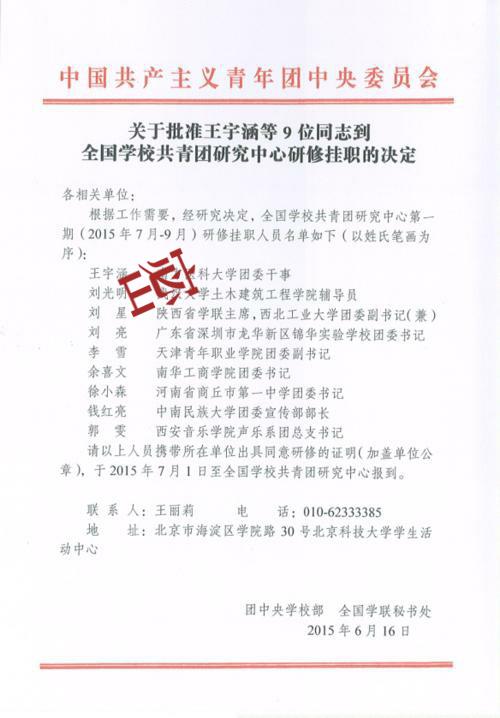 中国共产主义青年团中央委员会
关于批准王宇涵等9位同志到
全国学校共青团研究中心研修挂职的决定
各相关单位：
根据工作需要，经研究决定，全国学校共青团研究中心第一
期（2015年7月-9月）研修挂职人员名单如下（以姓氏笔画为
序）：
王宇涵 科大学团委干事
刘光明 大学土木建筑工程学院辅导员
刘 星 陕西省学联主席，西北工业大学团委副书记（兼）
刘 亮 广东省深圳市龙华新区锦华实验学校团委书记
李 雪 天津青年职业学院团委副书记
余喜文 南华工商学院团委书记
徐小森 河南省商丘市第一中学团委书记
钱红亮 中南民族大学团委宣传部部长
郭 雯 西安音乐学院声乐系团总支书记
请以上人员携带所在单位出具同意研修的证明（加盖单位公
章），于2015年7月1日至全国学校共青团研究中心报到。
联 系 人：王丽莉 电 话：010-62333385
地 址：北京市海淀区学院路30号北京科技大学学生活
动中心
团中央学校部 全国学联秘书处
2015年6月16日